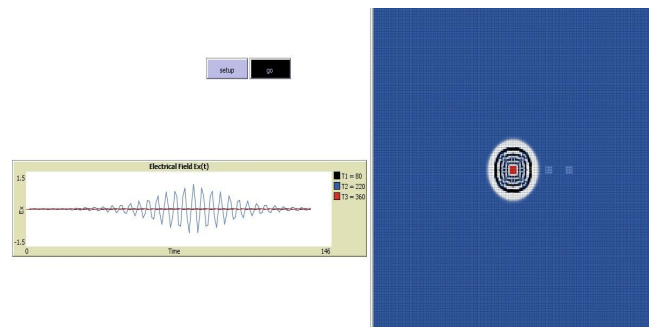 setup go
Electrical Field Ex(t)
1.5
Ex
-1.5
0 Time 146
T1 = 80
T2 = 220
T3 = 360